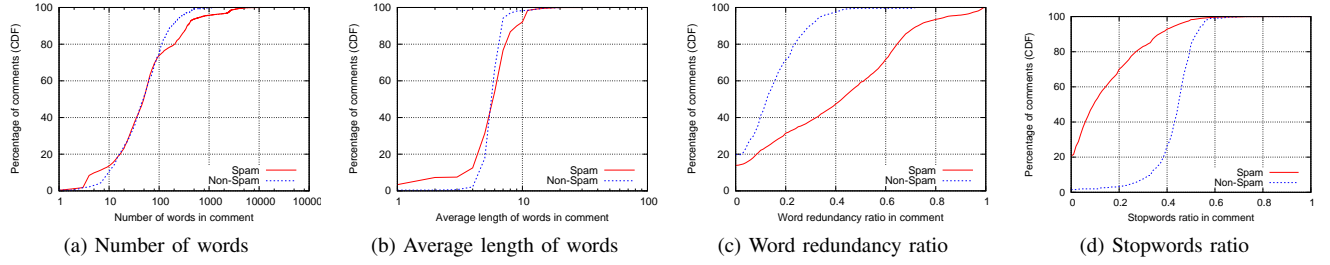 100
80
60
40
20
0
Percentage of comments (CDF)
1 10 100 1000 10000
Number of words in comment
Spam
Non-Spam
(a) Number of words
100
80
60
40
20
0
Percentage of comments (CDF)
1 10 100
Average length of words in comment
Spam
Non-Spam
(b) Average length of words
100
80
60
40
20
0
Percentage of comments (CDF)
0 0.2 0.4 0.6 0.8 1
Word redundancy ratio in comment
Spam
Non-Spam
(c) Word redundancy ratio
100
80
60
40
20
0
Percentage of comments (CDF)
0 0.2 0.4 0.6 0.8 1
Stopwords ratio in comment
Spam
Non-Spam
(d) Stopwords ratio